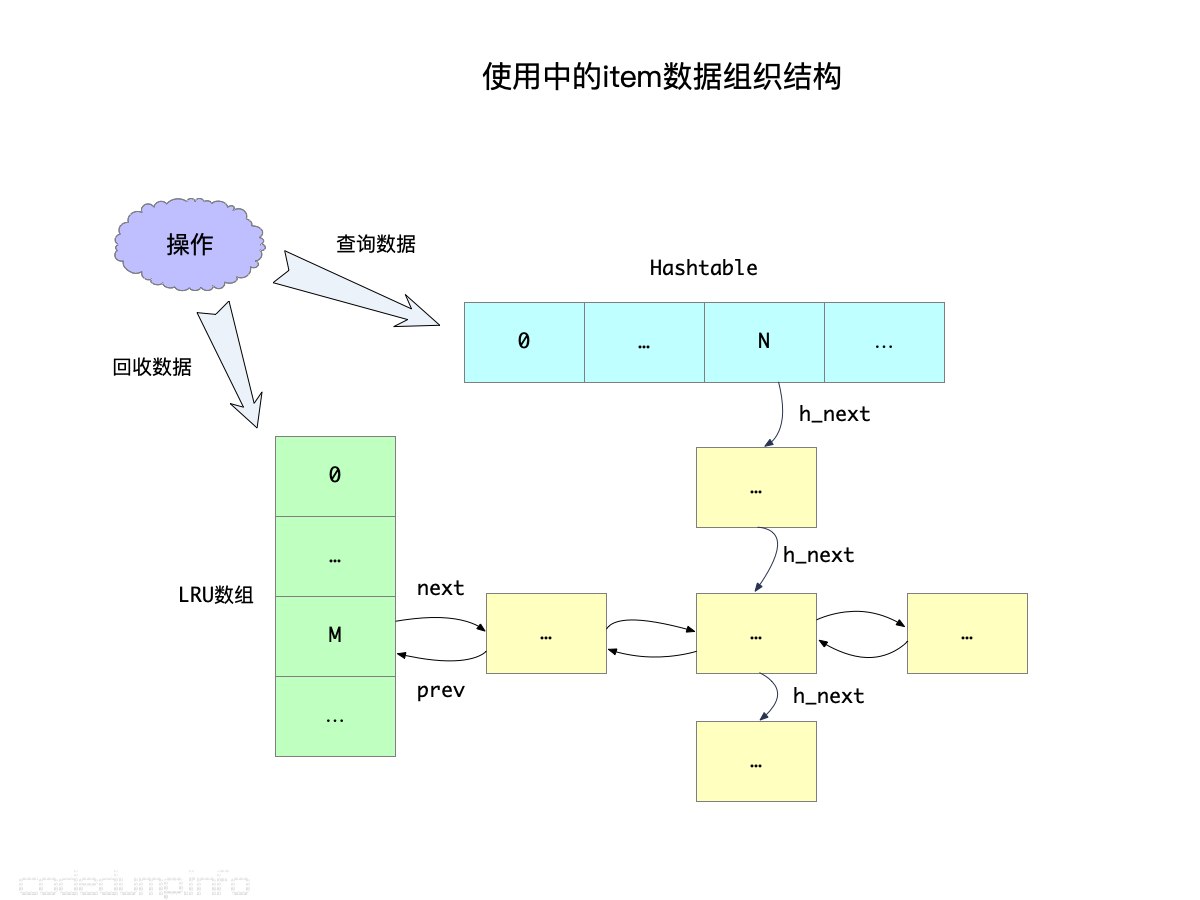 使用中的item数据组织结构
操作
查询数据
Hashtable
0
…
N
…
回收数据
h_next
0
…
…
h_next
LRU数组
next
M
…
…
…
prev
h_next
…
…
codedump.info